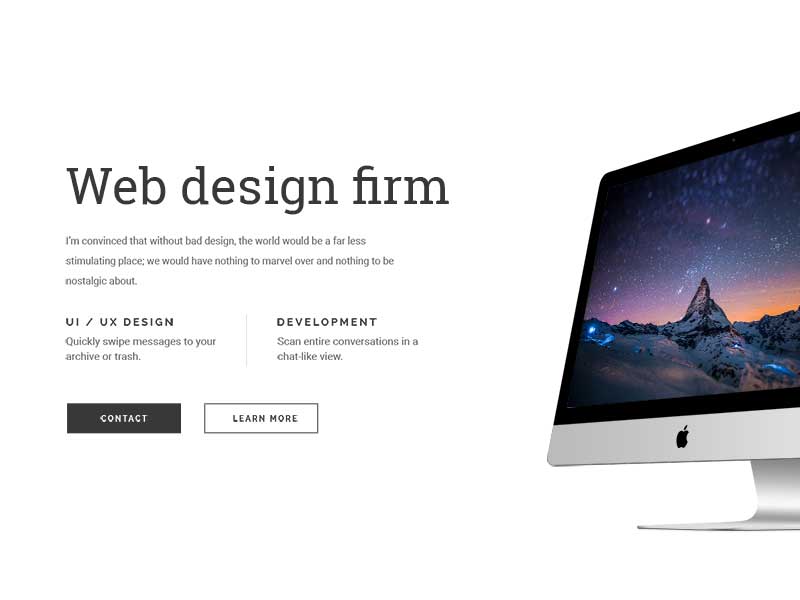 Web design firm
I'm convinced that without bad design, the world would be a far less
stimulating place; we would have nothing to marvel over and nothing to be
nostalgic about.
UI / UX DESIGN
Quickly swipe messages to your
archive or trash.
DEVELOPMENT
Scan entire conversations in a
chat-like view.
CONTACT
LEARN MORE